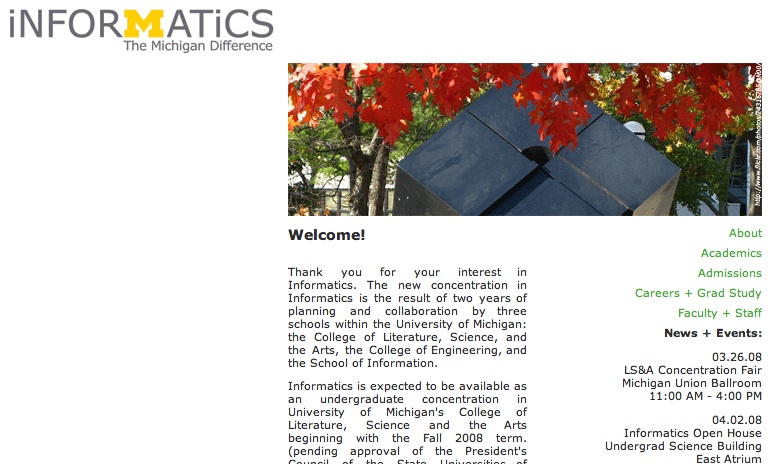 iNFORMATiCS
The Michigan Difference
Welcome!
Thank you for your interest in
Informatics. The new concentration in
Informatics is the result of two years of
planning and collaboration by three
schools within the University of Michigan:
the College of Literature, Science, and
the Arts, the College of Engineering, and
the School of Information.
Informatics is expected to be available as
an undergraduate concentration in
University of Michigan's College of
Literature, Science and the Arts
beginning with the Fall 2008 term.
(pending approval of the President's
Council of the State Universities of
About
Academics
Admissions
Careers + Grad Study
Faculty + Staff
News + Events:
03.26.08
LS&A Concentration Fair
Michigan Union Ballroom
11:00 AM - 4:00 PM
04.02.08
Informatics Open House
Undergrad Science Building
East Atrium